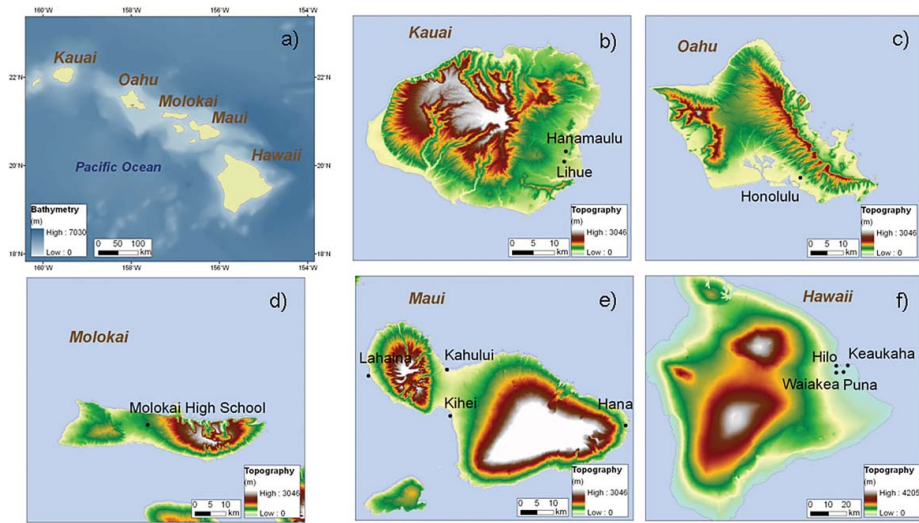 160°W 158°W 156°W 154°W
a)
Kauai
22°N
22°N
Oahu
Molokai
Maui
Hawaii
20°N
20°N
Pacific Ocean
Bathymetry
(m)
High : 7030
Low : 0
0 50 100
km
18°N
18°N
160°W 158°W 156°W 154°W
Kauai
b)
Hanamaulu
Lihue
Topography
(m)
High : 3046
Low : 0
0 5 10
km
Oahu
c)
Honolulu
Topography
(m)
High : 3046
Low : 0
0 5 10
km
d)
Molokai
Molokai High School
Topography
(m)
High : 3046
Low : 0
0 5 10
km
Maui
e)
Lahaina
Kahului
Kihei
Hana
Topography
(m)
High : 3046
Low : 0
0 5 10
km
Hawaii
f)
Hilo
Keaukaha
Waiakea
Puna
Topography
(m)
High : 4205
Low : 0
0 10 20
km